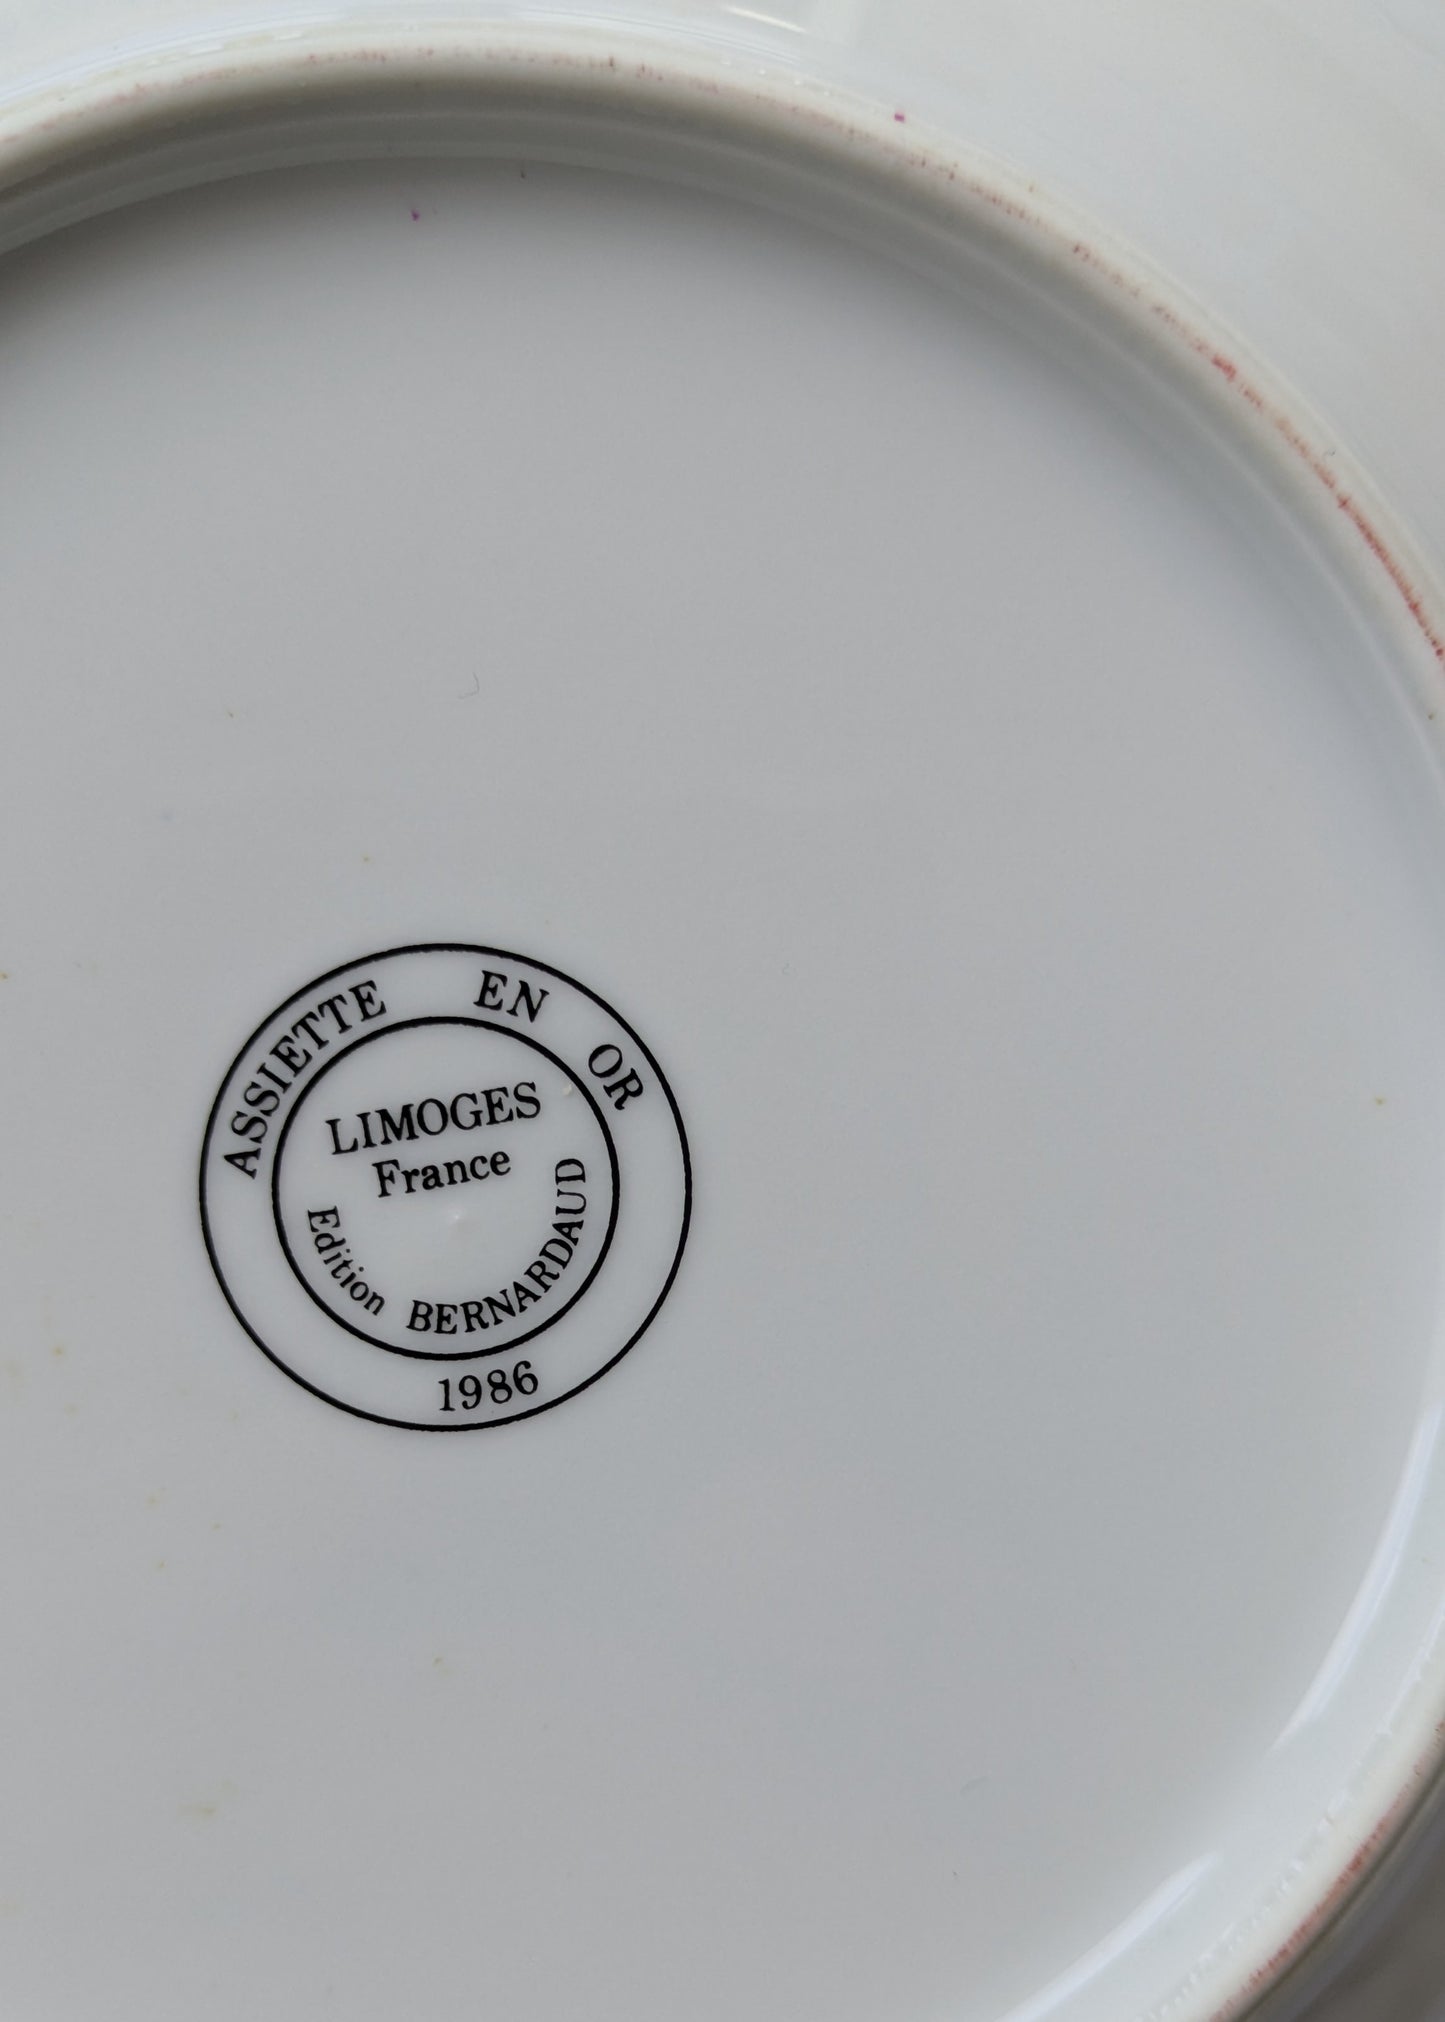 ASSIETTE EN OR
LIMOGES
France
Edition BERNARDAUD
1986